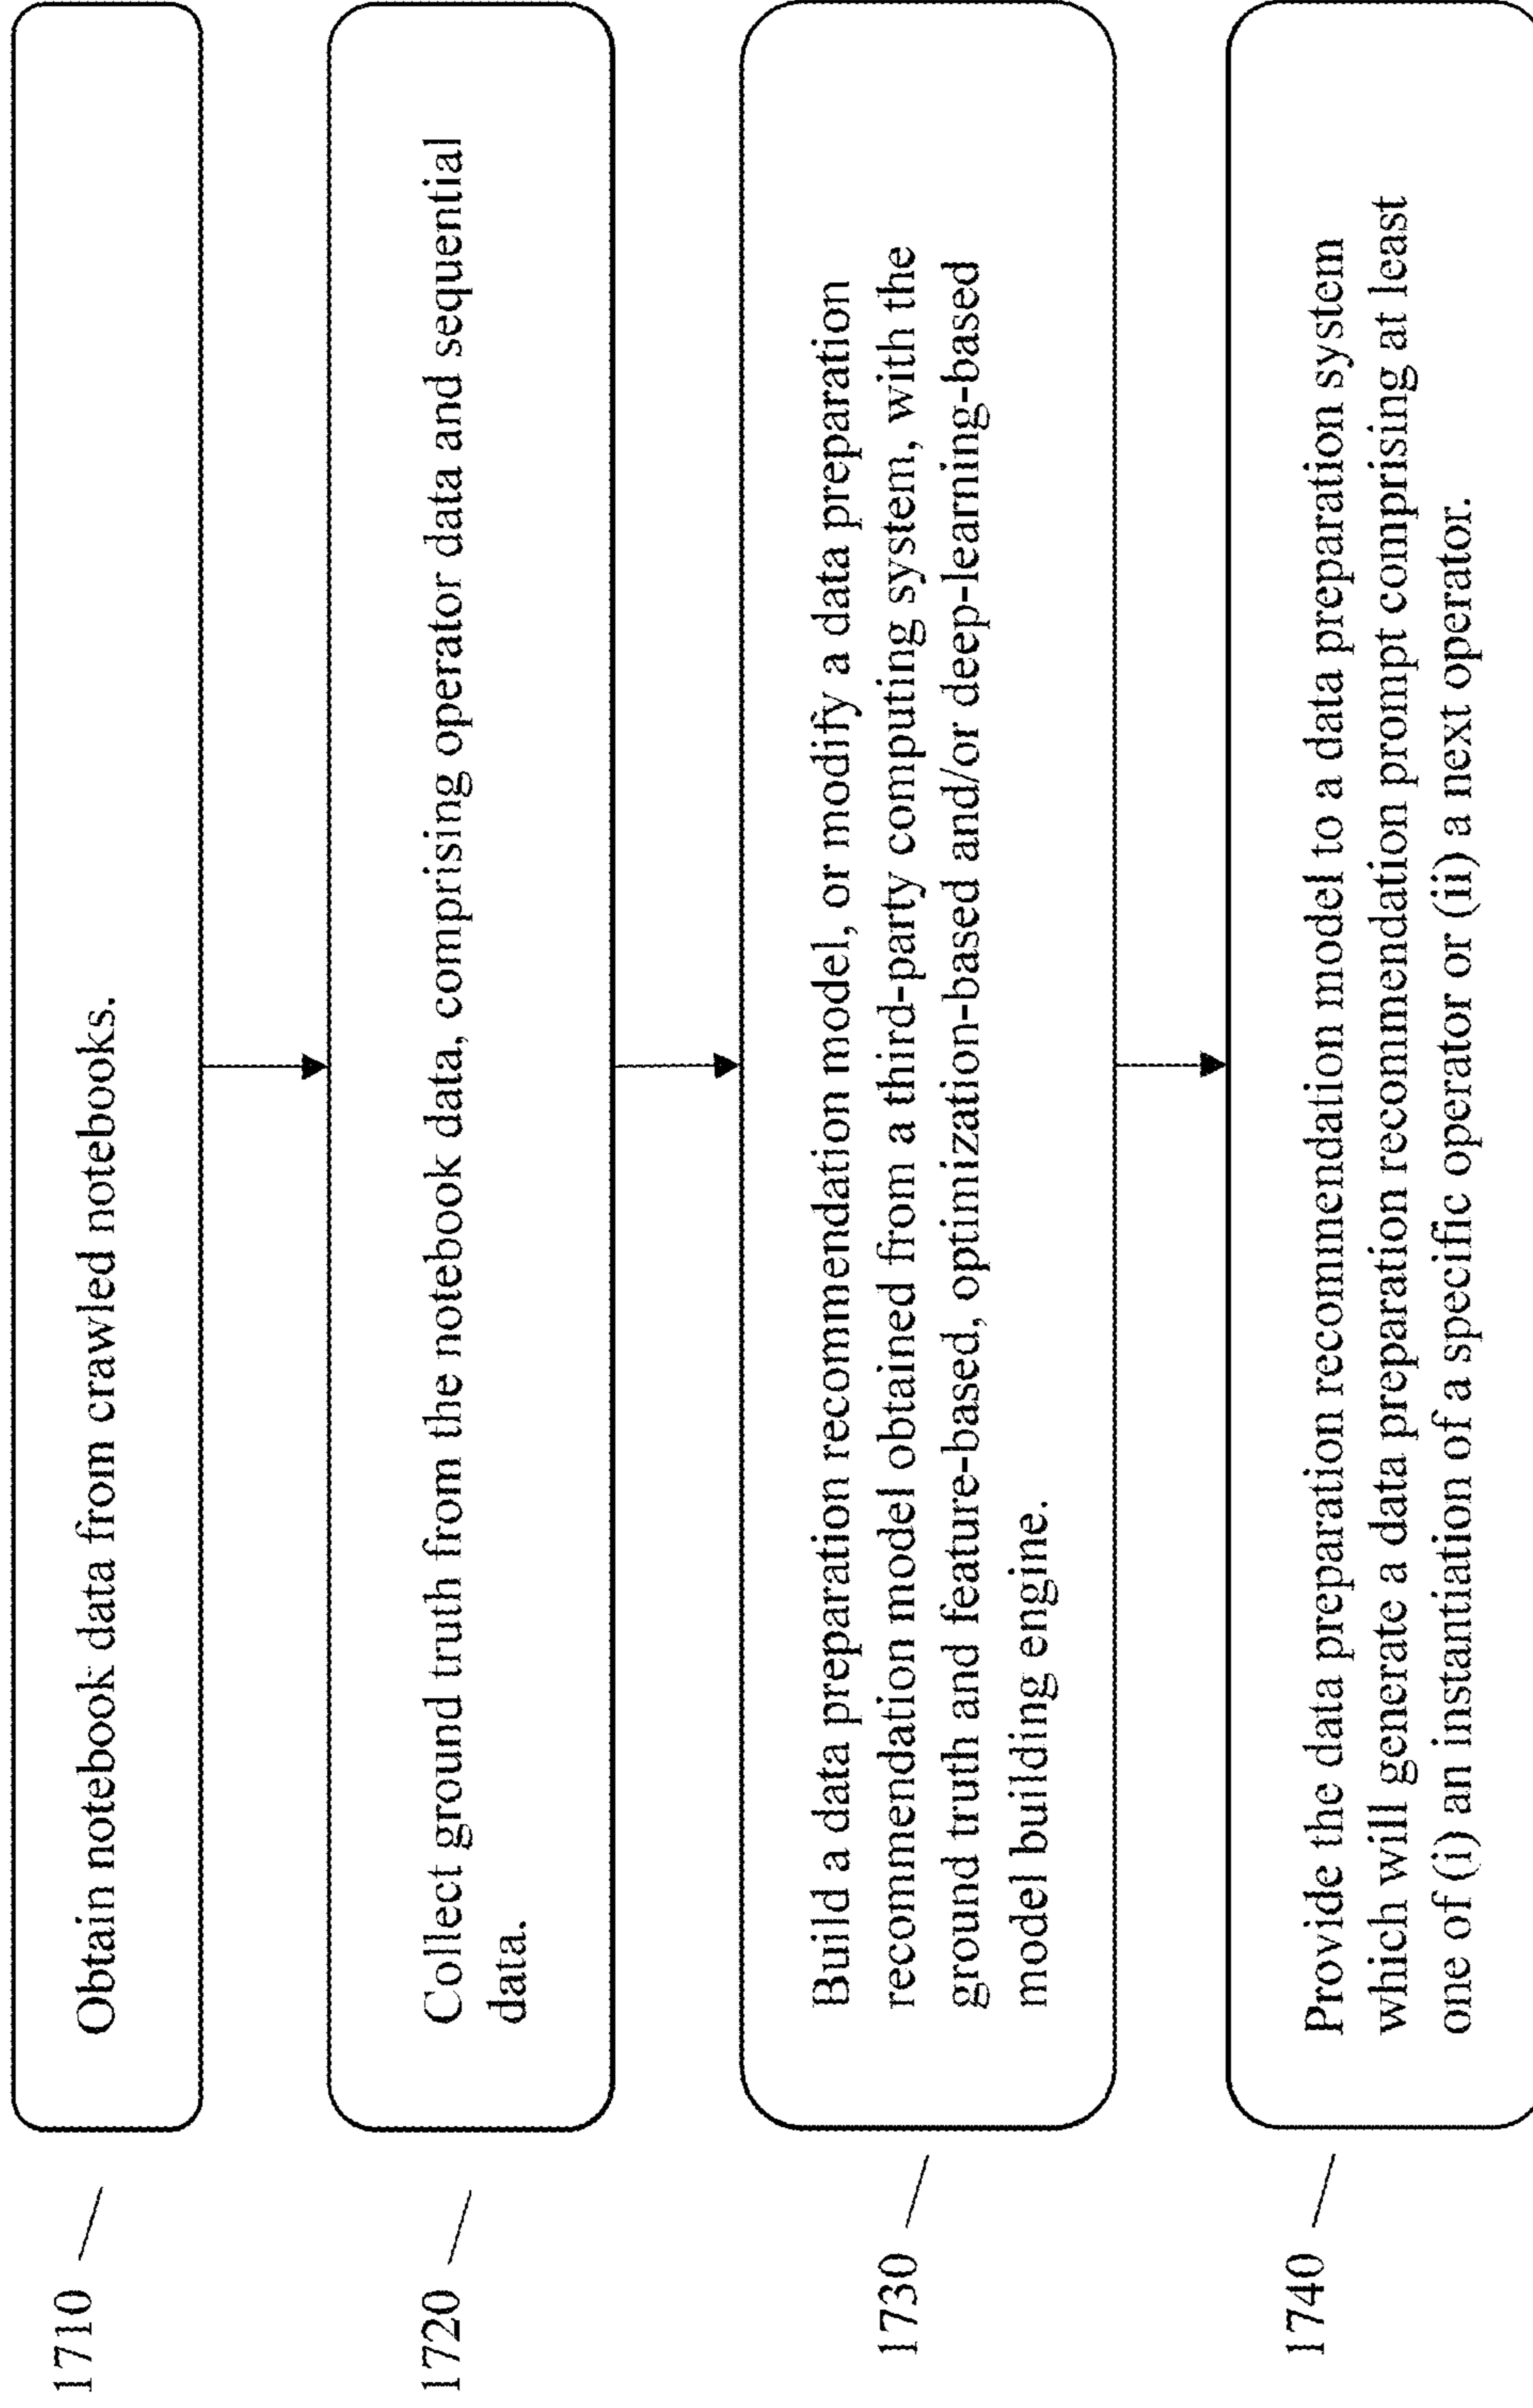 1710
Obtain notebook data from crawled notebooks.
1720
Collect ground truth from the notebook data, comprising operator data and sequential
data.
1730
Build a data preparation recommendation model, or modify a data preparation
recommendation model obtained from a third-party computing system, with the
ground truth and feature-based, optimization-based and/or deep-learning-based
model building engine.
1740
Provide the data preparation recommendation model to a data preparation system
which will generate a data preparation recommendation prompt comprising at least
one of (i) an instantiation of a specific operator or (ii) a next operator.